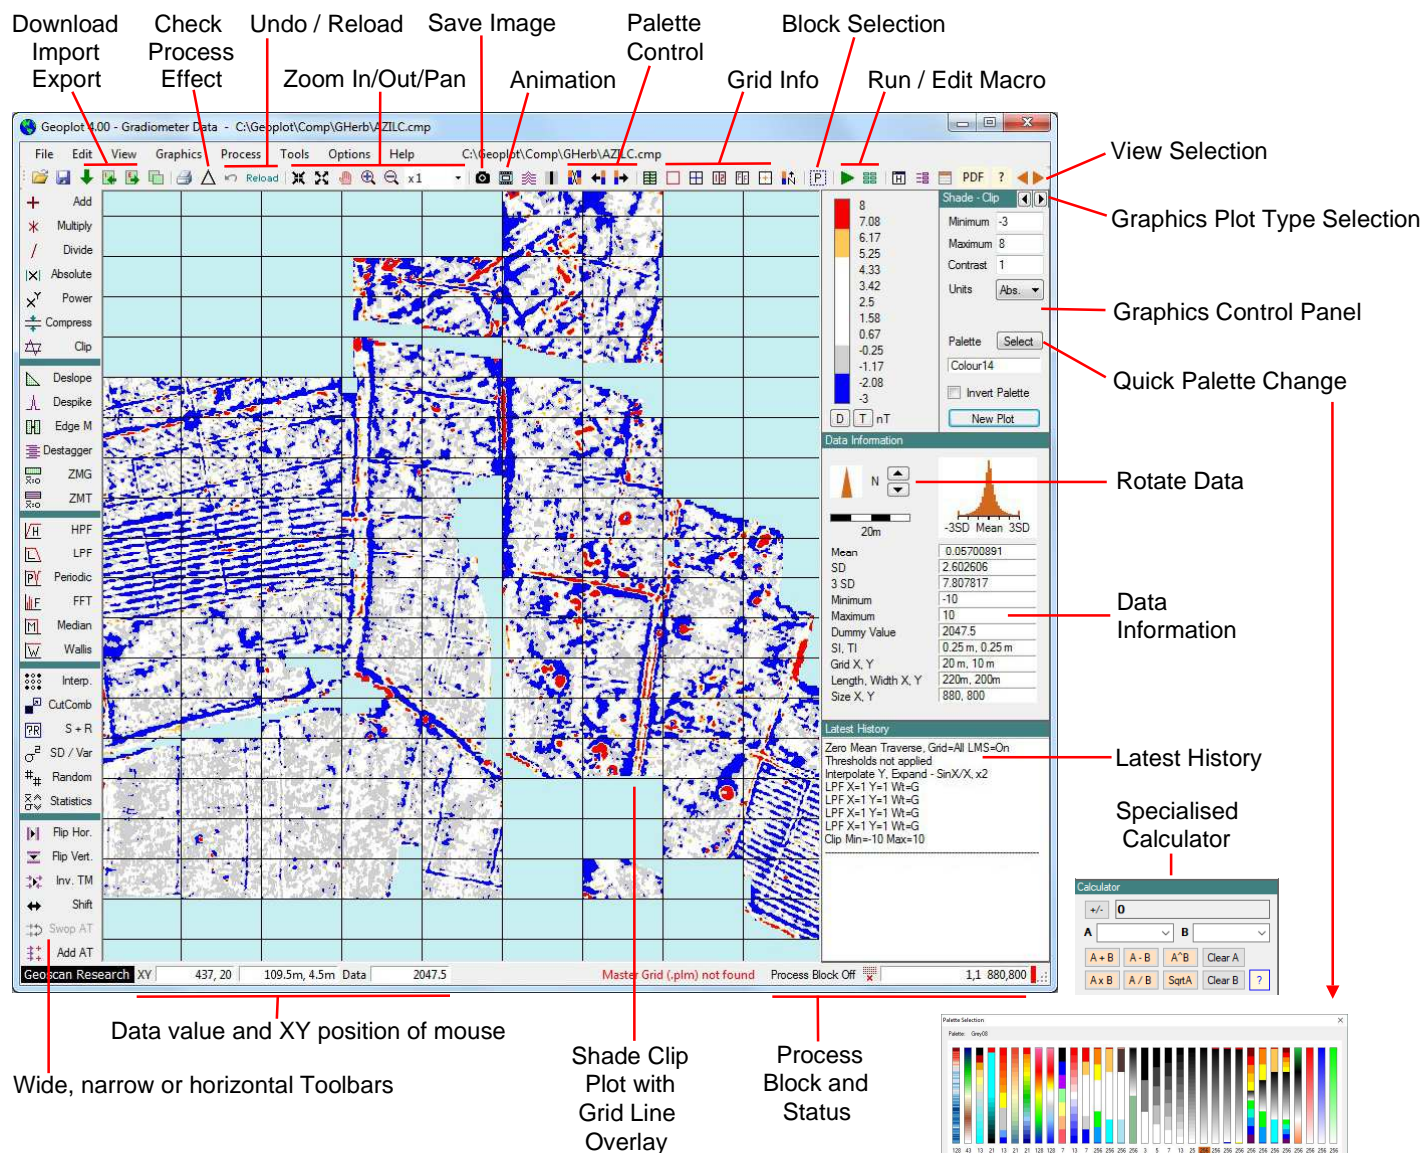 Download
Import
Export
Check
Process
Effect
Undo / Reload
Save Image
Palette
Control
Block Selection
Zoom In/Out/Pan
Animation
Grid Info
Run / Edit Macro
Geoplot 4.00 - Gradiometer Data - C:\Geoplot\Comp\GHerb\AZILC.cmp
File Edit View Graphics Process Tools Options Help C:\Geoplot\Comp\GHerb\AZILC.cmp
Reload x1 P PDF ?
View Selection
Graphics Plot Type Selection
Graphics Control Panel
Quick Palette Change
Rotate Data
Data
Information
Latest History
Specialised
Calculator
Add
Multiply
Divide
Absolute
Power
Compress
Clip
Deslope
Despike
Edge M
Destagger
ZMG
ZMT
HPF
LPF
Periodic
FFT
Median
Wallis
Interp.
CutComb
S + R
SD / Var
Random
Statistics
Flip Hor.
Flip Vert.
Inv. TM
Shift
Swop AT
Add AT
8
7.08
6.17
5.25
4.33
3.42
2.5
1.58
0.67
-0.25
-1.17
-2.08
-3
D T nT
Shade - Clip
Minimum -3
Maximum 8
Contrast 1
Units Abs.
Palette Select
Colour14
Invert Palette
New Plot
Data Information
N
20m
-3SD Mean 3SD
Mean 0.05700891
SD 2.602606
3 SD 7.807817
Minimum -10
Maximum 10
Dummy Value 2047.5
SI, TI 0.25 m, 0.25 m
Grid X, Y 20 m, 10 m
Length, Width X, Y 220m, 200m
Size X, Y 880, 800
Latest History
Zero Mean Traverse, Grid=All LMS=On
Thresholds not applied
Interpolate Y, Expand - SinX/X, x2
LPF X=1 Y=1 Wt=G
LPF X=1 Y=1 Wt=G
LPF X=1 Y=1 Wt=G
LPF X=1 Y=1 Wt=G
Clip Min=-10 Max=10
Geoscan Research XY 437, 20 109.5m, 4.5m Data 2047.5 Master Grid (.plm) not found Process Block Off 1,1 880,800
Calculator
+/- 0
A B
A + B A - B A^B Clear A
A x B A / B SqrtA Clear B ?
Data value and XY position of mouse
Wide, narrow or horizontal Toolbars
Shade Clip
Plot with
Grid Line
Overlay
Process
Block and
Status
Palette Selection
Palette: Grey08